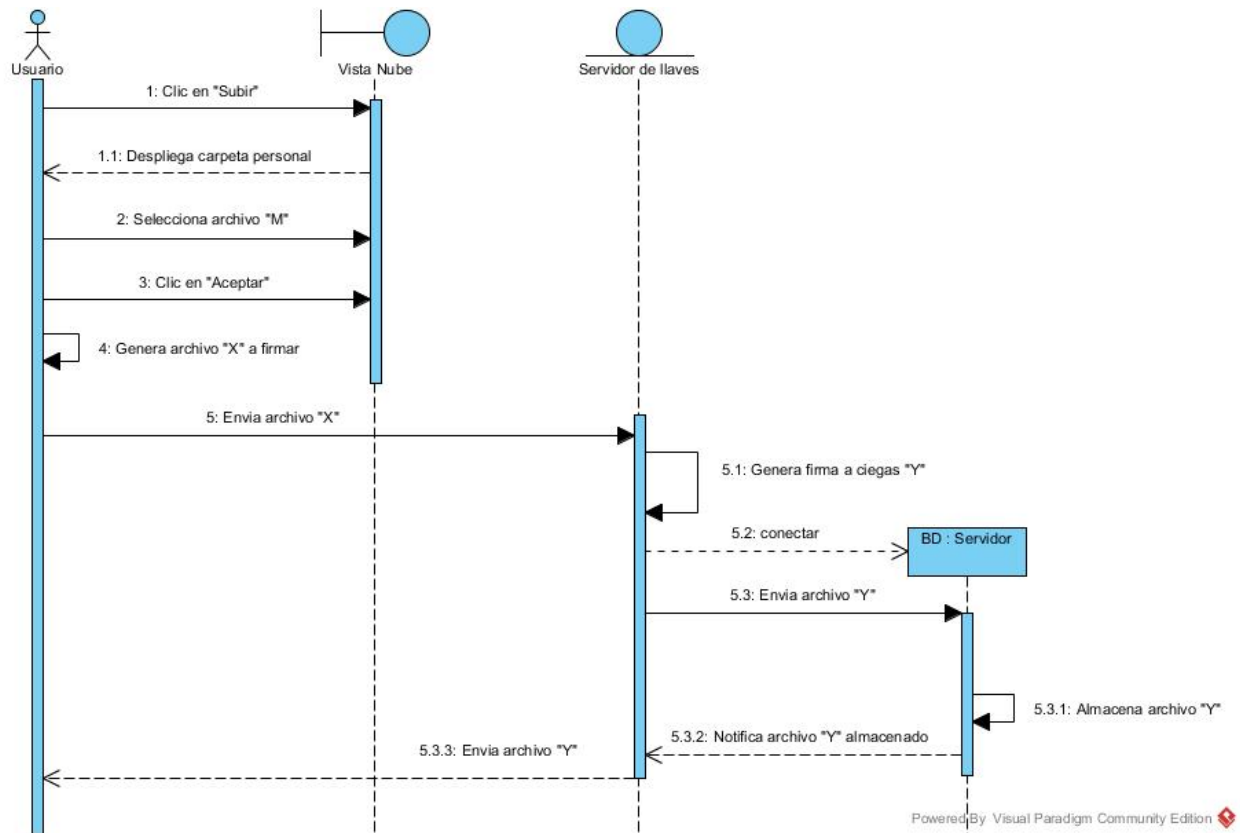 Usuario
Vista Nube
Servidor de llaves
1: Clic en "Subir"
1.1: Despliega carpeta personal
2: Selecciona archivo "M"
3: Clic en "Aceptar"
4: Genera archivo "X" a firmar
5: Envia archivo "X"
5.1: Genera firma a ciegas "Y"
5.2: conectar
BD : Servidor
5.3: Envia archivo "Y"
5.3.1: Almacena archivo "Y"
5.3.2: Notifica archivo "Y" almacenado
5.3.3: Envia archivo "Y"
Powered By Visual Paradigm Community Edition